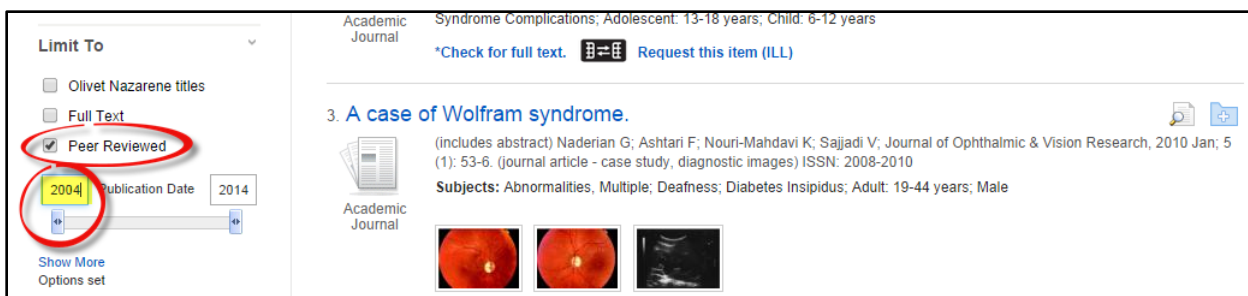 Limit To
Olivet Nazarene titles
Full Text
Peer Reviewed
2004 Publication Date 2014
Show More
Options set
Academic
Journal
Syndrome Complications; Adolescent: 13-18 years; Child: 6-12 years
*Check for full text. Request this item (ILL)
3. A case of Wolfram syndrome.
(includes abstract) Naderian G; Ashtari F; Nouri-Mahdavi K; Sajjadi V; Journal of Ophthalmic & Vision Research, 2010 Jan; 5
(1): 53-6. (journal article - case study, diagnostic images) ISSN: 2008-2010
Subjects: Abnormalities, Multiple; Deafness; Diabetes Insipidus; Adult: 19-44 years; Male
Academic
Journal